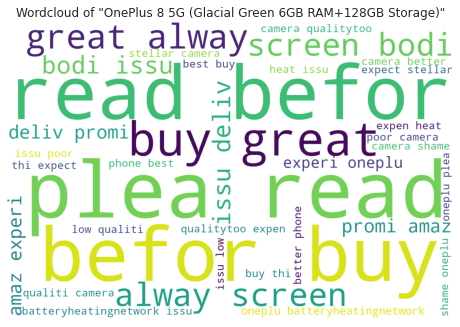 Wordcloud of "OnePlus 8 5G (Glacial Green 6GB RAM+128GB Storage)"
great alway
camera qualitytoo
screen bodi
stellar camera
bodi issu
best buy
heat issu
camera better
expect stellar
read befor
deliv promi
issu deliv
buy great
expen heat
poor camera
camera shame
issu poor
thi expect
phone best
experi oneplu
plea read
oneplu plea
amaz experi
low qualiti
qualitytoo expen
issu low
better phone
promi amaz
befor buy
buy thi
qualiti camera
alway screen
shame oneplu
batteryheatingnetwork issu
oneplu batteryheatingnetwork